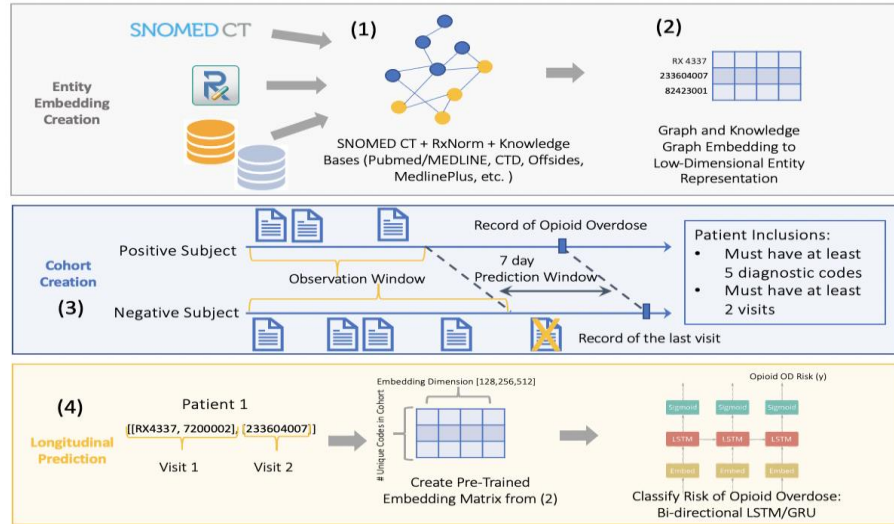 SNOMED CT
(1)
(2)
Entity
Embedding
Creation
Rx
SNOMED CT + RxNorm + Knowledge
Bases (Pubmed/MEDLINE, CTD, Offsides,
MedlinePlus, etc. )
RX 4337
233604007
82423001
Graph and Knowledge
Graph Embedding to
Low-Dimensional Entity
Representation
Cohort
Creation
(3)
Positive Subject
Record of Opioid Overdose
Observation Window
7 day
Prediction Window
Negative Subject
Record of the last visit
Patient Inclusions:
• Must have at least
5 diagnostic codes
• Must have at least
2 visits
(4)
Longitudinal
Prediction
Patient 1
[[RX4337, 7200002], [233604007]]
Visit 1
Visit 2
Embedding Dimension [128,256,512]
# Unique Codes in Cohort
Create Pre-Trained
Embedding Matrix from (2)
Opioid OD Risk (y)
Sigmoid Sigmoid Sigmoid
LSTM LSTM LSTM
Embed Embed Embed
Classify Risk of Opioid Overdose:
Bi-directional LSTM/GRU